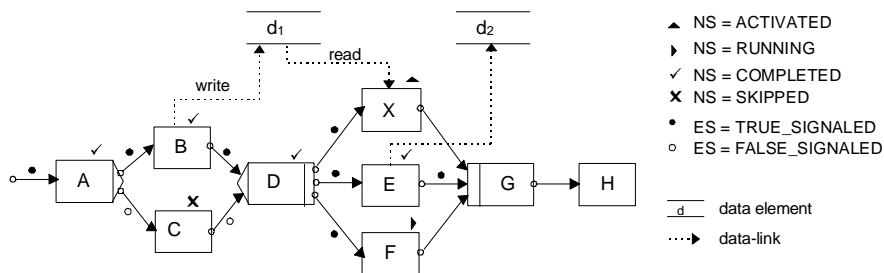 d1
d2
read
write
X
B
A
D
E
G
H
C
F
NS = ACTIVATED
NS = RUNNING
NS = COMPLETED
NS = SKIPPED
ES = TRUE_SIGNALED
ES = FALSE_SIGNALED
d data element
data-link